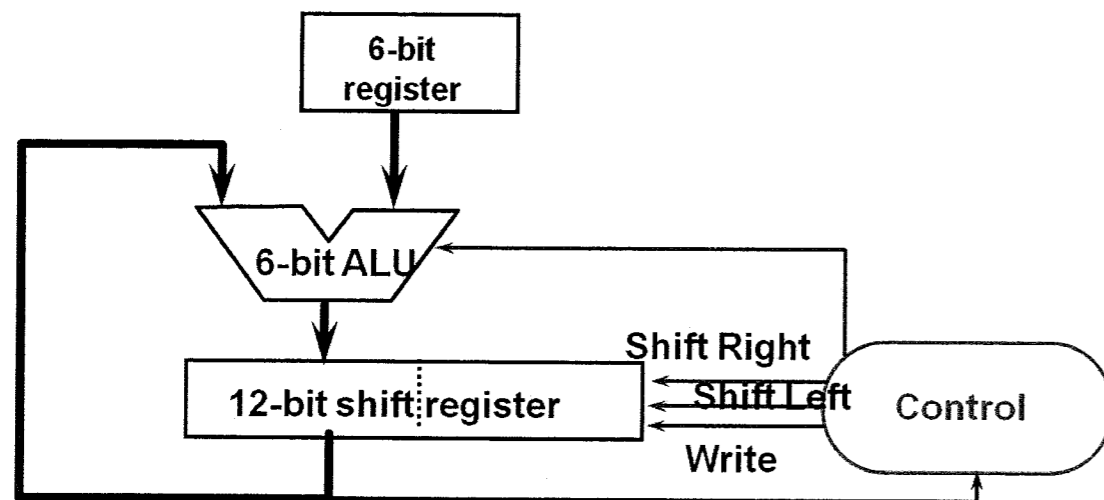 6-bit
register
6-bit ALU
Shift Right
12-bit shift register
Shift Left
Control
Write